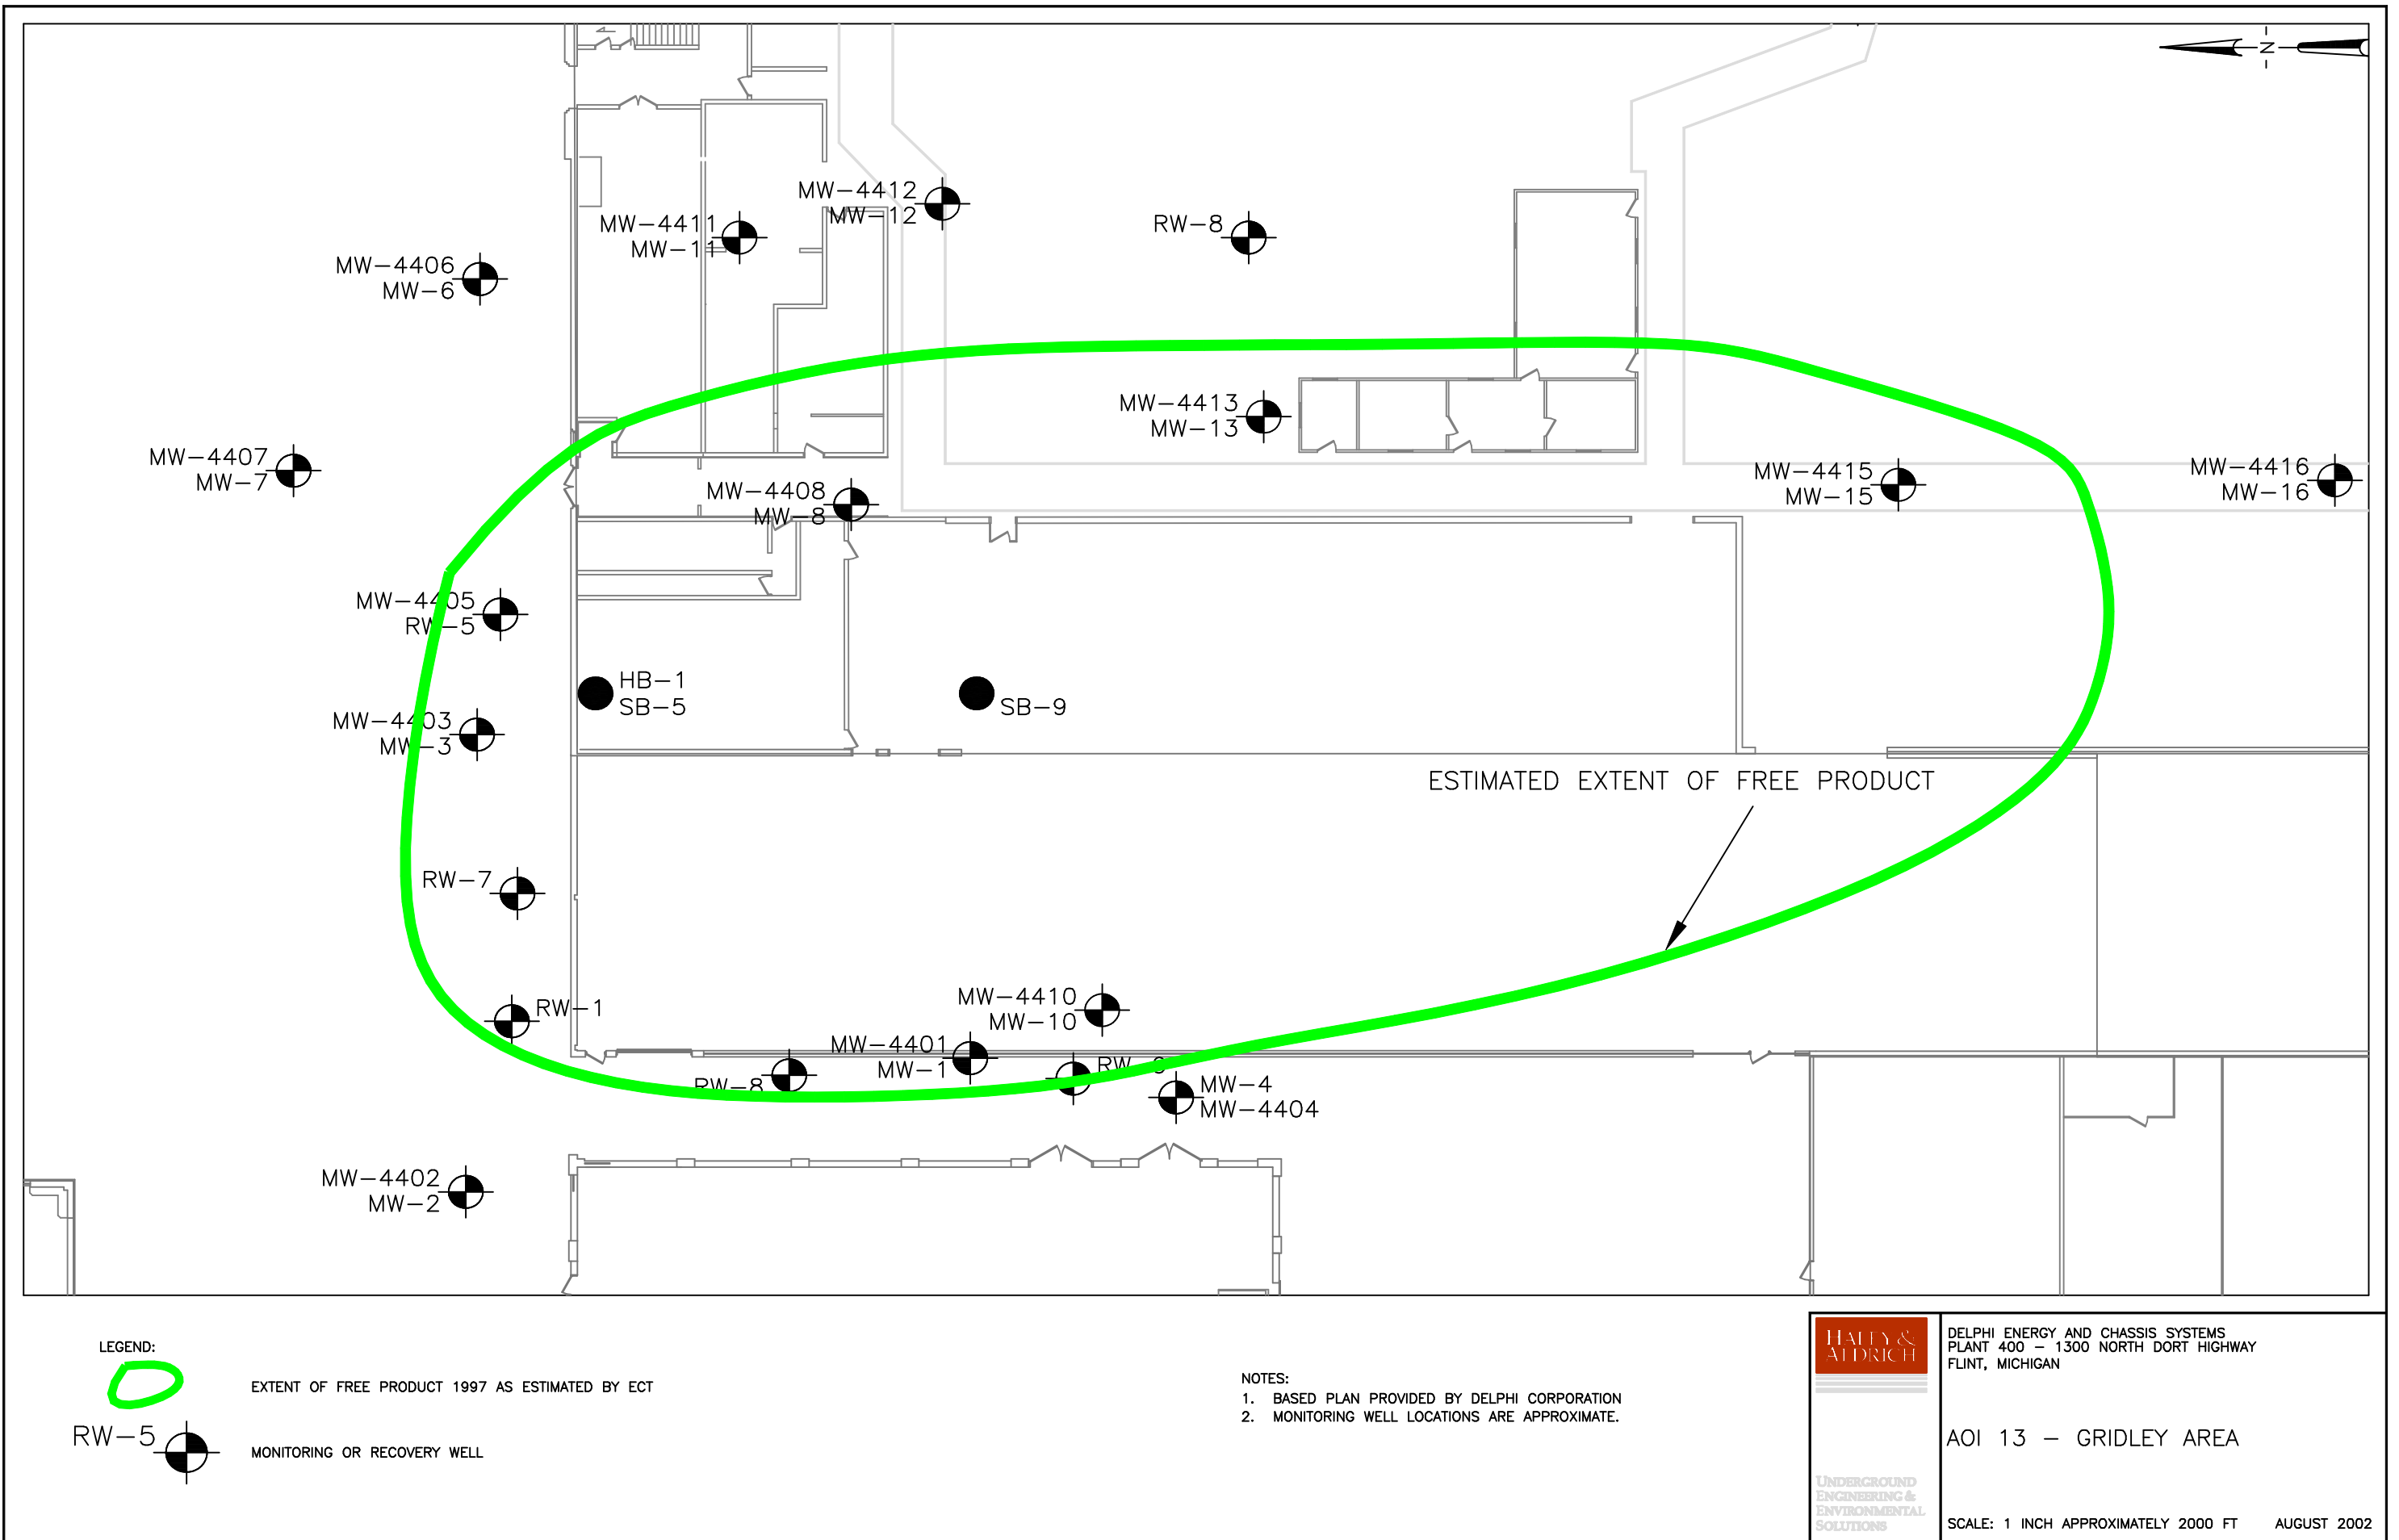 -N-
MW-4412
MW-12
MW-4411
MW-11
RW-8
MW-4406
MW-6
MW-4413
MW-13
MW-4407
MW-7
MW-4408
MW-8
MW-4415
MW-15
MW-4416
MW-16
MW-4405
RW-5
HB-1
SB-5
SB-9
MW-4403
MW-3
ESTIMATED EXTENT OF FREE PRODUCT
RW-7
RW-1
MW-4410
MW-10
MW-4401
MW-1
RW-8
MW-4
MW-4404
MW-4402
MW-2
LEGEND:
EXTENT OF FREE PRODUCT 1997 AS ESTIMATED BY ECT
RW-5
MONITORING OR RECOVERY WELL
NOTES:
1. BASED PLAN PROVIDED BY DELPHI CORPORATION
2. MONITORING WELL LOCATIONS ARE APPROXIMATE.
HALEY &
ALDRICH
UNDERGROUND
ENGINEERING &
ENVIRONMENTAL
SOLUTIONS
DELPHI ENERGY AND CHASSIS SYSTEMS
PLANT 400 - 1300 NORTH DORT HIGHWAY
FLINT, MICHIGAN
AOI 13 - GRIDLEY AREA
SCALE: 1 INCH APPROXIMATELY 2000 FT AUGUST 2002